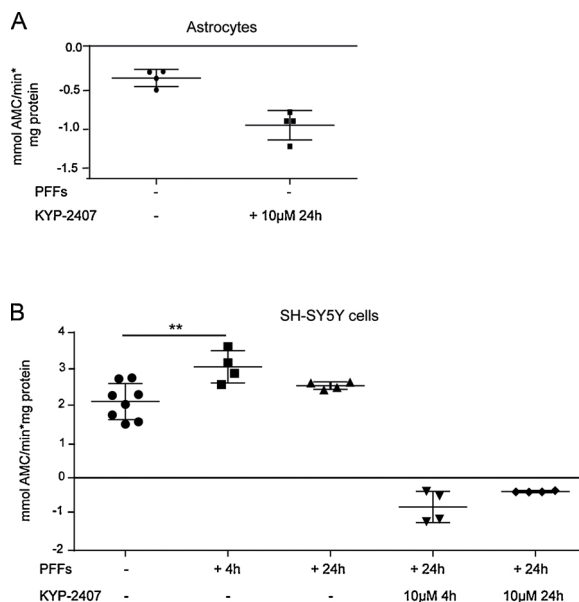 A
Astrocytes
mmol AMC/min*
mg protein
0.0
-0.5
-1.0
-1.5
PFFs - -
KYP-2407 - + 10µM 24h
B
SH-SY5Y cells
**
mmol AMC/min*mg protein
4
3
2
1
0
-1
-2
PFFs - + 4h + 24h + 24h + 24h
KYP-2407 - - - 10µM 4h 10µM 24h